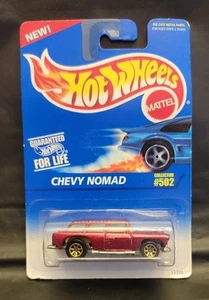 NEW!
Hot Wheels
MATTEL
GUARANTEED
FOR LIFE
CHEVY NOMAD
COLLECTOR
#502